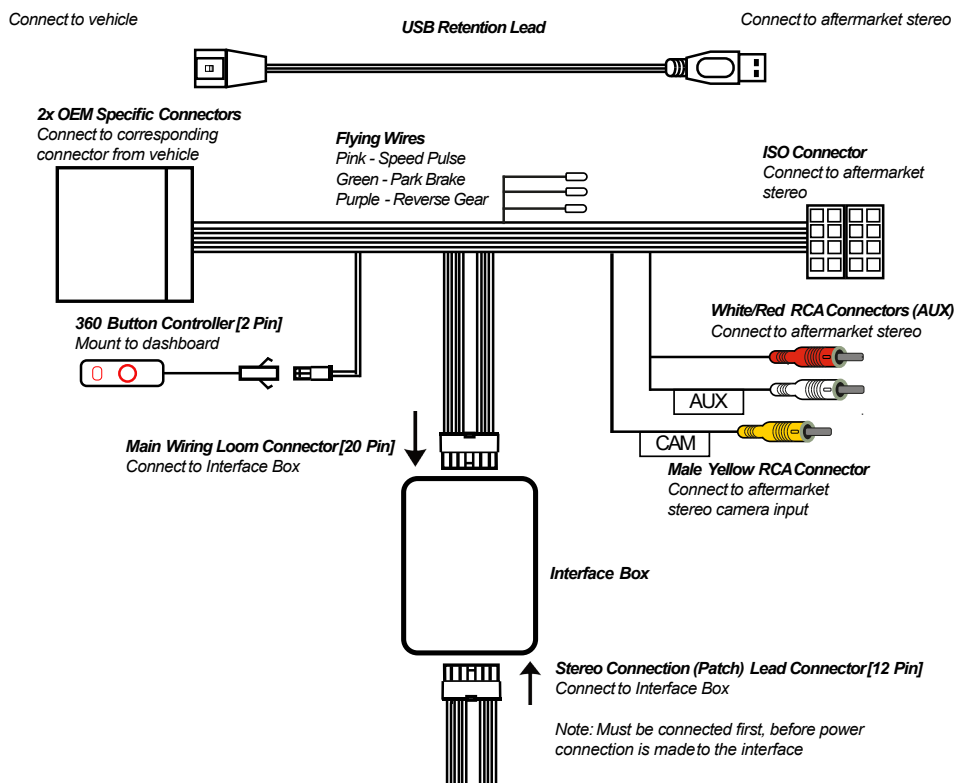 Connect to vehicle
USB Retention Lead
Connect to aftermarket stereo
2x OEM Specific Connectors
Connect to corresponding
connector from vehicle
Flying Wires
Pink - Speed Pulse
Green - Park Brake
Purple - Reverse Gear
ISO Connector
Connect to aftermarket
stereo
360 Button Controller [2 Pin]
Mount to dashboard
White/Red RCA Connectors (AUX)
Connect to aftermarket stereo
AUX
CAM
Main Wiring Loom Connector [20 Pin]
Connect to Interface Box
Male Yellow RCA Connector
Connect to aftermarket
stereo camera input
Interface Box
Stereo Connection (Patch) Lead Connector [12 Pin]
Connect to Interface Box
Note: Must be connected first, before power
connection is made to the interface